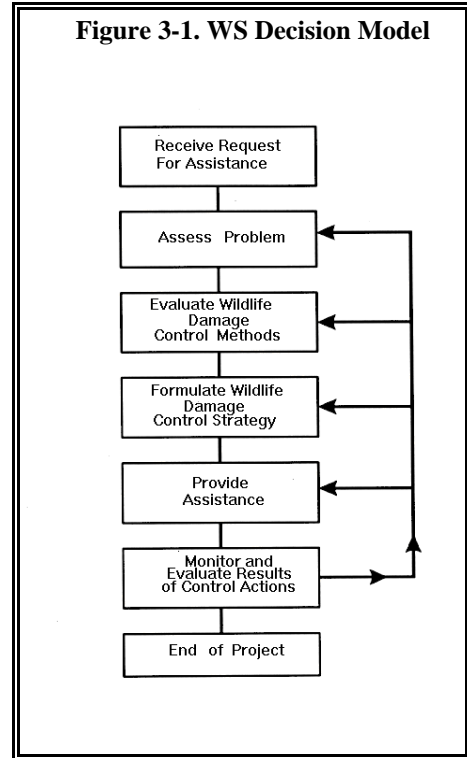 Figure 3-1. WS Decision Model
Receive Request
For Assistance
Assess Problem
Evaluate Wildlife
Damage
Control Methods
Formulate Wildlife
Damage
Control Strategy
Provide
Assistance
Monitor and
Evaluate Results
of Control Actions
End of Project